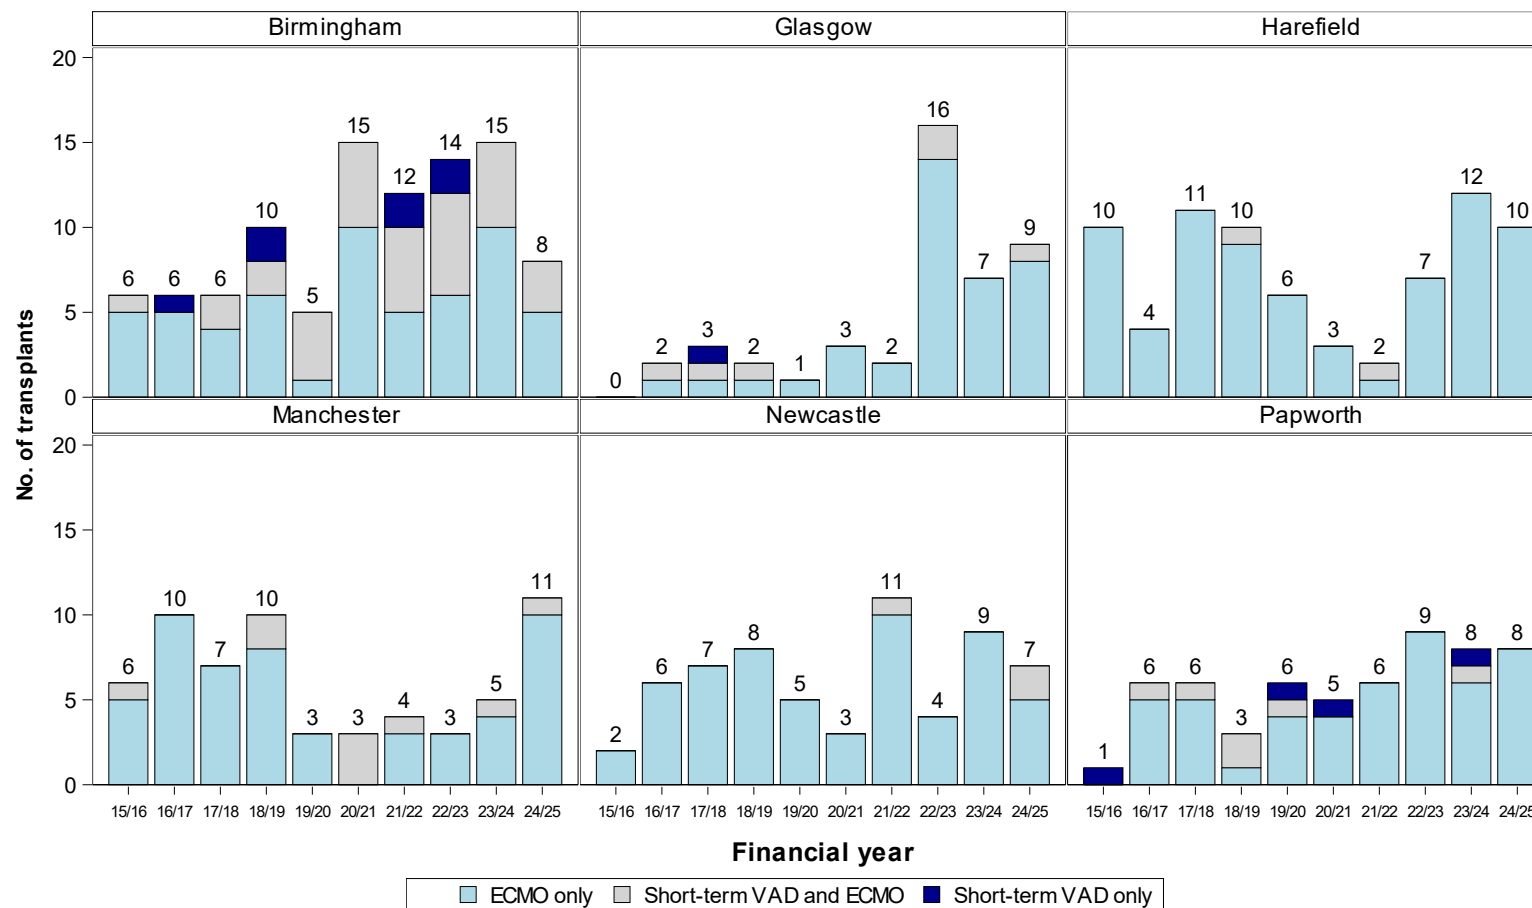 Birmingham Glasgow Harefield
20
15
10
5
0
6 6 6 10 5 15 12 14 15 8
0 2 3 2 1 3 2 16 7 9
10 4 11 10 6 3 2 7 12 10
Manchester Newcastle Papworth
20
15
10
5
0
6 10 7 10 3 3 4 3 5 11
2 6 7 8 5 3 11 4 9 7
1 6 6 3 6 5 6 9 8 8
No. of transplants
15/16 16/17 17/18 18/19 19/20 20/21 21/22 22/23 23/24 24/25
15/16 16/17 17/18 18/19 19/20 20/21 21/22 22/23 23/24 24/25
15/16 16/17 17/18 18/19 19/20 20/21 21/22 22/23 23/24 24/25
Financial year
ECMO only Short-term VAD and ECMO Short-term VAD only